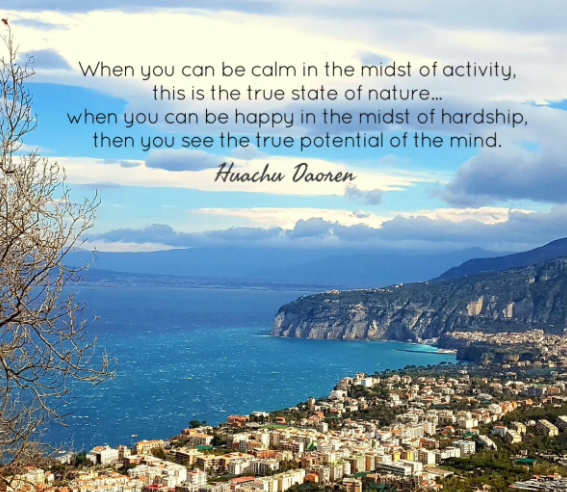 When you can be calm in the midst of activity,
this is the true state of nature...
when you can be happy in the midst of hardship,
then you see the true potential of the mind.
Huachu Daoren